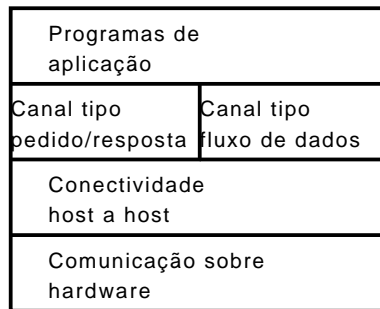 Programas de
aplicação
Canal tipo
pedido/resposta
Canal tipo
fluxo de dados
Conectividade
host a host
Comunicação sobre
hardware